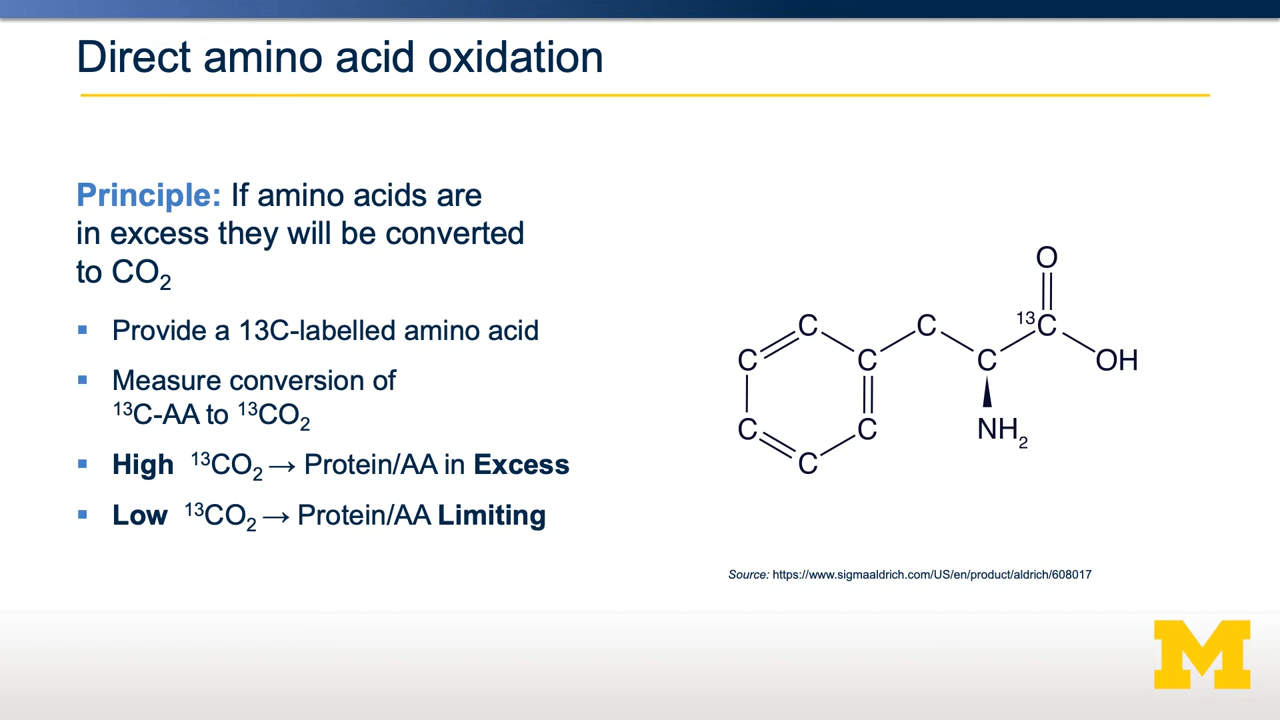 Direct amino acid oxidation
Principle: If amino acids are
in excess they will be converted
to CO₂
▪ Provide a 13C-labelled amino acid
▪ Measure conversion of
¹³C-AA to ¹³CO₂
▪ High ¹³CO₂ → Protein/AA in Excess
▪ Low ¹³CO₂ → Protein/AA Limiting
O
C C ¹³C
C C C OH
C C NH₂
C
Source: https://www.sigmaaldrich.com/US/en/product/aldrich/608017
M